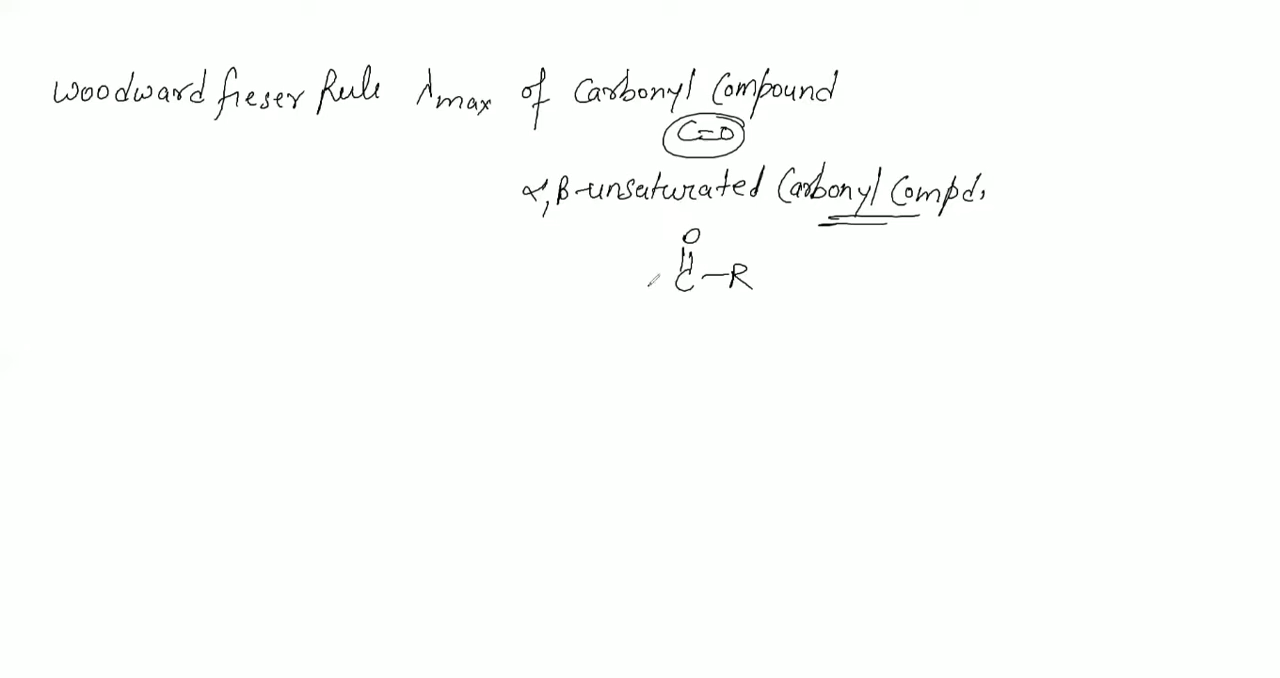 Woodward fieser Rule λmax of Carbonyl Compound
C=O
α,β-unsaturated Carbonyl Compd.
O
C-R